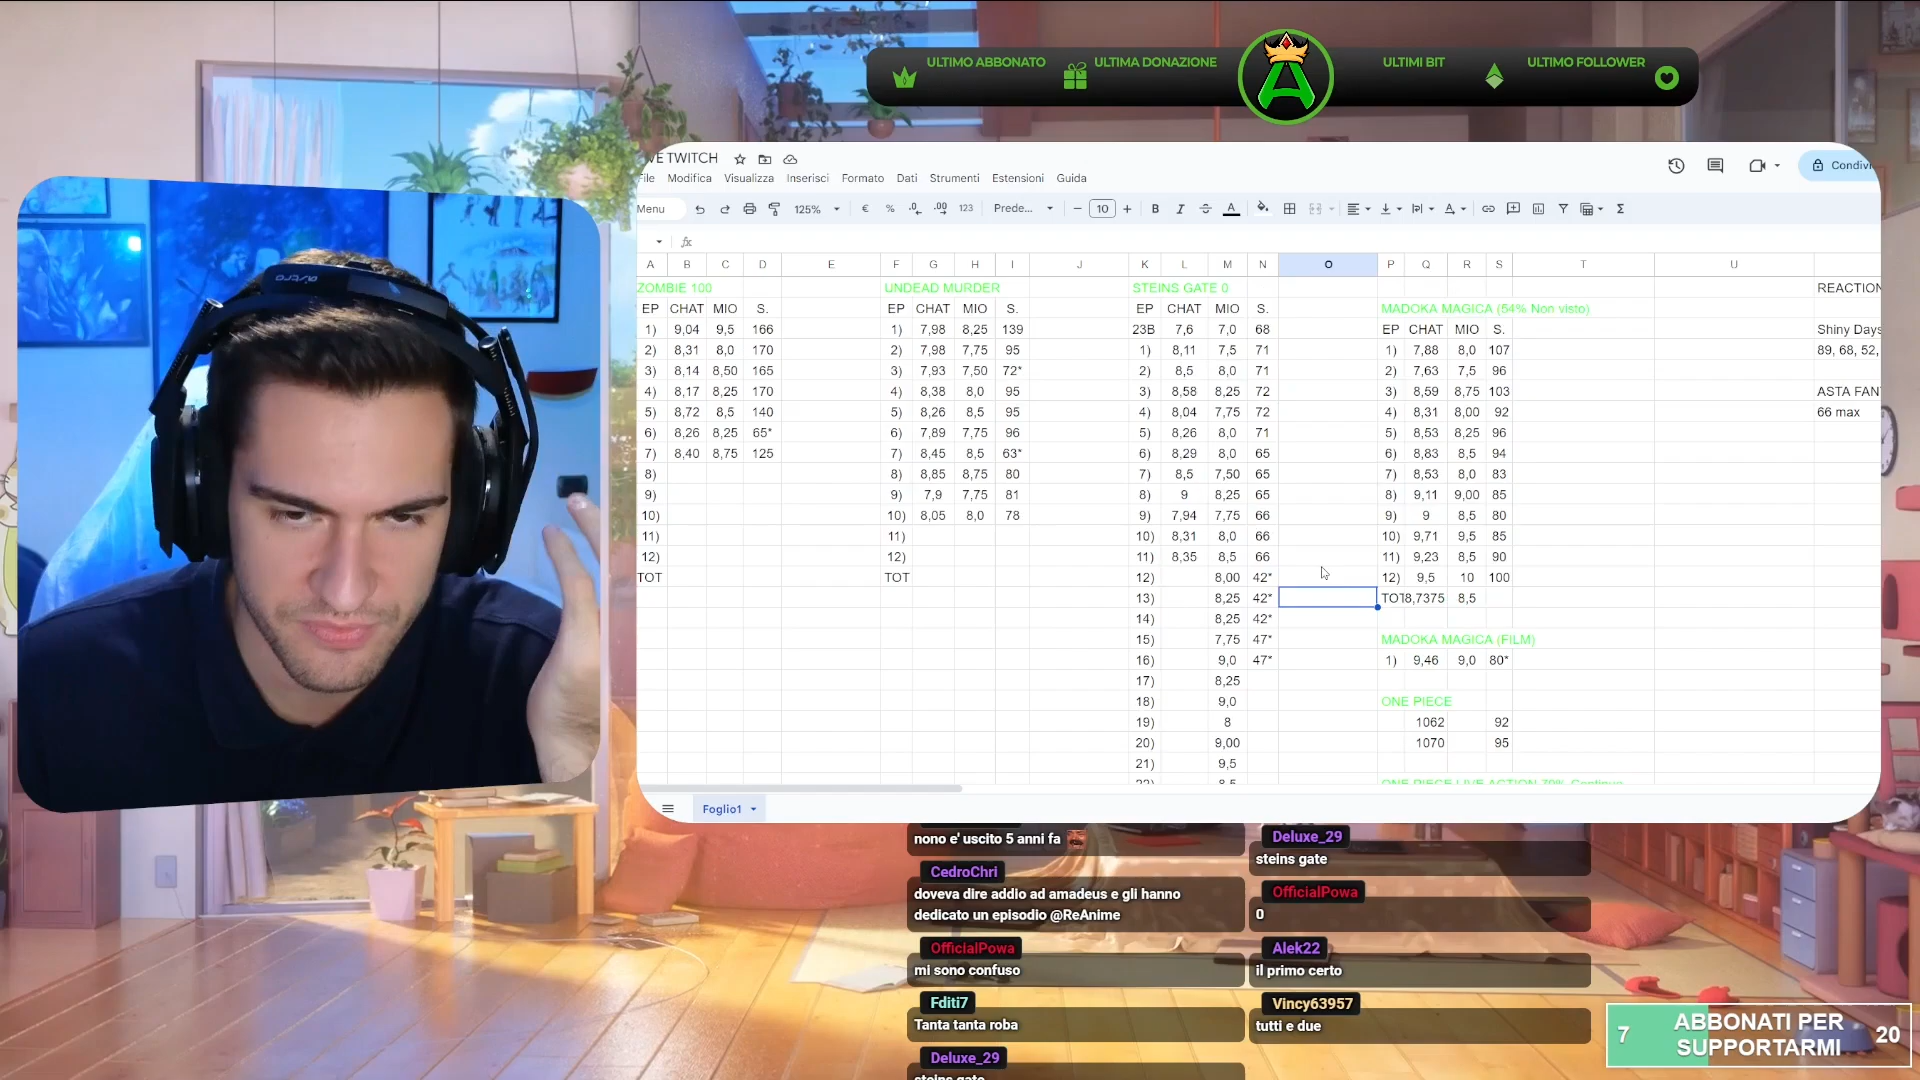 ULTIMO ABBONATO
ULTIMA DONAZIONE
ULTIMI BIT
ULTIMO FOLLOWER
VE TWITCH
File Modifica Visualizza Inserisci Formato Dati Strumenti Estensioni Guida
Condivi
Menu 125% € % .0 .00 123 Prede... − 10 + B I A Σ
fx
A B C D E F G H I J K L M N O P Q R S T U
ZOMBIE 100 UNDEAD MURDER STEINS GATE 0 REACTION
EP CHAT MIO S. EP CHAT MIO S. EP CHAT MIO S. MADOKA MAGICA (54% Non visto)
1) 9,04 9,5 166 1) 7,98 8,25 139 23B 7,6 7,0 68 EP CHAT MIO S. Shiny Days
2) 8,31 8,0 170 2) 7,98 7,75 95 1) 8,11 7,5 71 1) 7,88 8,0 107 89, 68, 52,
3) 8,14 8,50 165 3) 7,93 7,50 72* 2) 8,5 8,0 71 2) 7,63 7,5 96
4) 8,17 8,25 170 4) 8,38 8,0 95 3) 8,58 8,25 72 3) 8,59 8,75 103 ASTA FAN
5) 8,72 8,5 140 5) 8,26 8,5 95 4) 8,04 7,75 72 4) 8,31 8,00 92 66 max
6) 8,26 8,25 65* 6) 7,89 7,75 96 5) 8,26 8,0 71 5) 8,53 8,25 96
7) 8,40 8,75 125 7) 8,45 8,5 63* 6) 8,29 8,0 65 6) 8,83 8,5 94
8) 8) 8,85 8,75 80 7) 8,5 7,50 65 7) 8,53 8,0 83
9) 9) 7,9 7,75 81 8) 9 8,25 65 8) 9,11 9,00 85
10) 10) 8,05 8,0 78 9) 7,94 7,75 66 9) 9 8,5 80
11) 11) 10) 8,31 8,0 66 10) 9,71 9,5 85
12) 12) 11) 8,35 8,5 66 11) 9,23 8,5 90
TOT TOT 12) 8,00 42* 12) 9,5 10 100
13) 8,25 42* TOT 8,7375 8,5
14) 8,25 42*
15) 7,75 47* MADOKA MAGICA (FILM)
16) 9,0 47* 1) 9,46 9,0 80*
17) 8,25
18) 9,0 ONE PIECE
19) 8 1062 92
20) 9,00 1070 95
21) 9,5
22) 8,5 ONE PIECE LIVE ACTION 70% Continuo
Foglio1
nono e' uscito 5 anni fa
CedroChri
doveva dire addio ad amadeus e gli hanno
dedicato un episodio @ReAnime
OfficialPowa
mi sono confuso
Fditi7
Tanta tanta roba
Deluxe_29
steins gate
Deluxe_29
steins gate
OfficialPowa
0
Alek22
il primo certo
Vincy63957
tutti e due
7 ABBONATI PER
SUPPORTARMI 20
astro